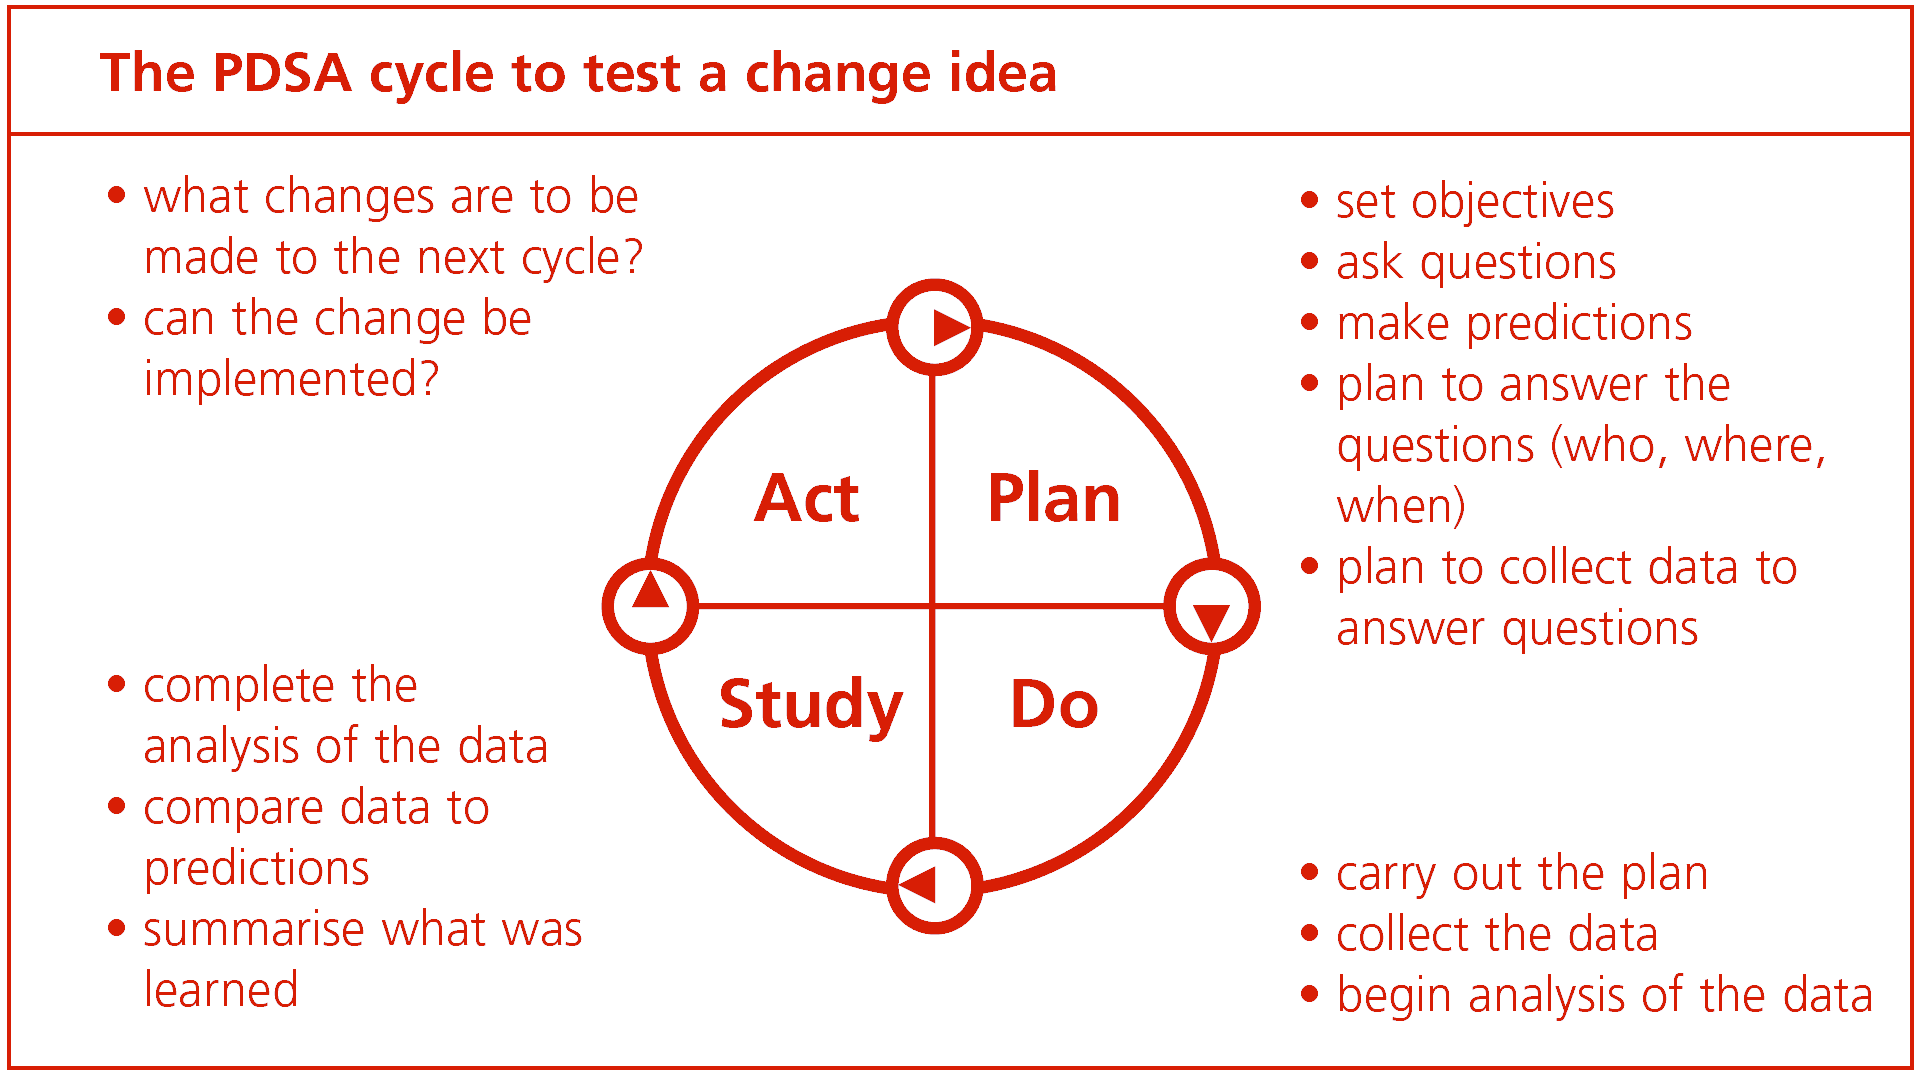 The PDSA cycle to test a change idea
• what changes are to be
made to the next cycle?
• can the change be
implemented?
• set objectives
• ask questions
• make predictions
• plan to answer the
questions (who, where,
when)
• plan to collect data to
answer questions
Act
Plan
Study
Do
• complete the
analysis of the data
• compare data to
predictions
• summarise what was
learned
• carry out the plan
• collect the data
• begin analysis of the data